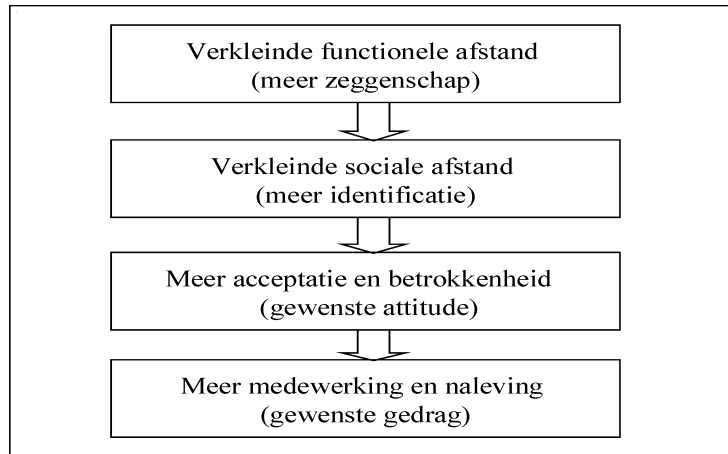 Verkleinde functionele afstand
(meer zeggenschap)
Verkleinde sociale afstand
(meer identificatie)
Meer acceptatie en betrokkenheid
(gewenste attitude)
Meer medewerking en naleving
(gewenste gedrag)